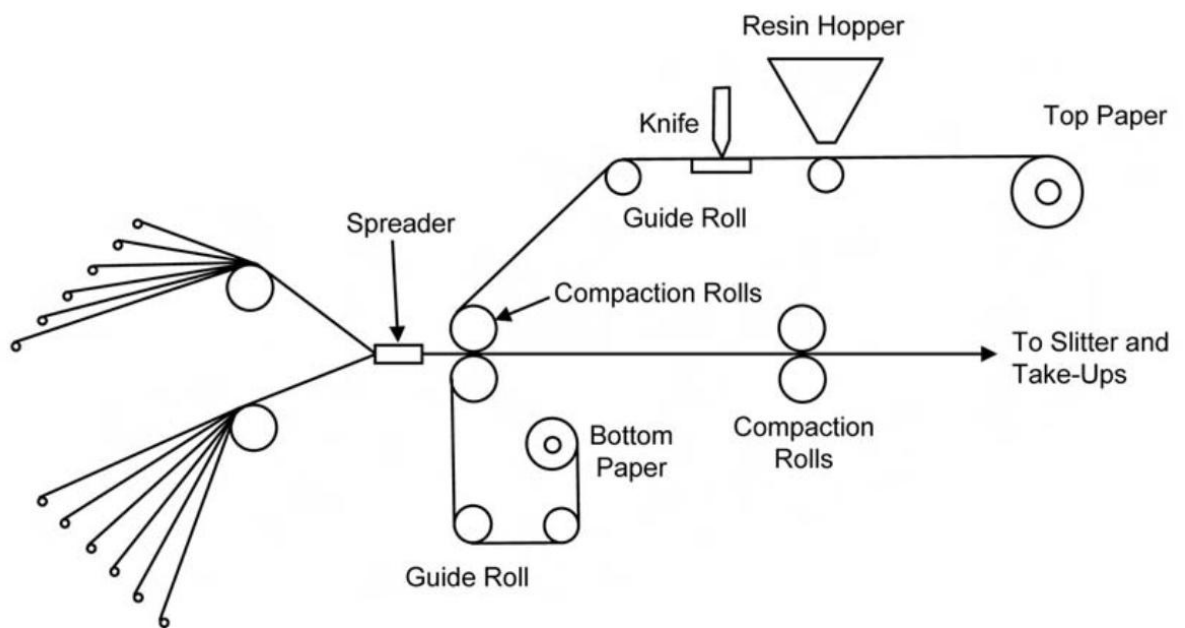 Resin Hopper
Knife
Top Paper
Guide Roll
Spreader
Compaction Rolls
To Slitter and
Take-Ups
Bottom
Paper
Compaction
Rolls
Guide Roll